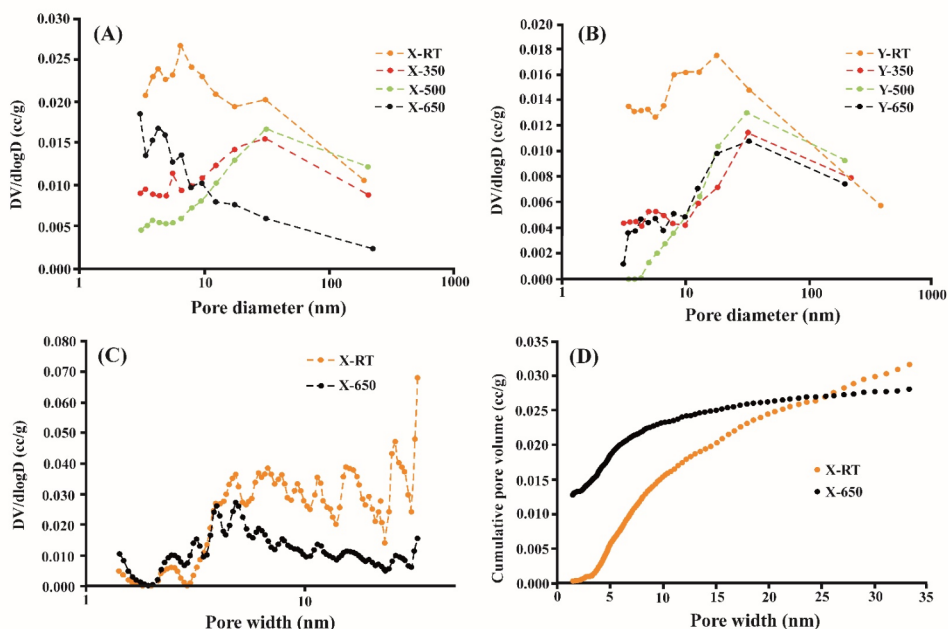 (A)
X-RT
X-350
X-500
X-650
DV/dlogD (cc/g)
0.030
0.025
0.020
0.015
0.010
0.005
0.000
1
10
100
1000
Pore diameter (nm)
(B)
Y-RT
Y-350
Y-500
Y-650
DV/dlogD (cc/g)
0.018
0.016
0.014
0.012
0.010
0.008
0.006
0.004
0.002
0.000
1
10
100
1000
Pore diameter (nm)
(C)
X-RT
X-650
DV/dlogD (cc/g)
0.080
0.070
0.060
0.050
0.040
0.030
0.020
0.010
0.000
1
10
Pore width (nm)
(D)
X-RT
X-650
Cumulative pore volume (cc/g)
0.035
0.030
0.025
0.020
0.015
0.010
0.005
0.000
0
5
10
15
20
25
30
35
Pore width (nm)